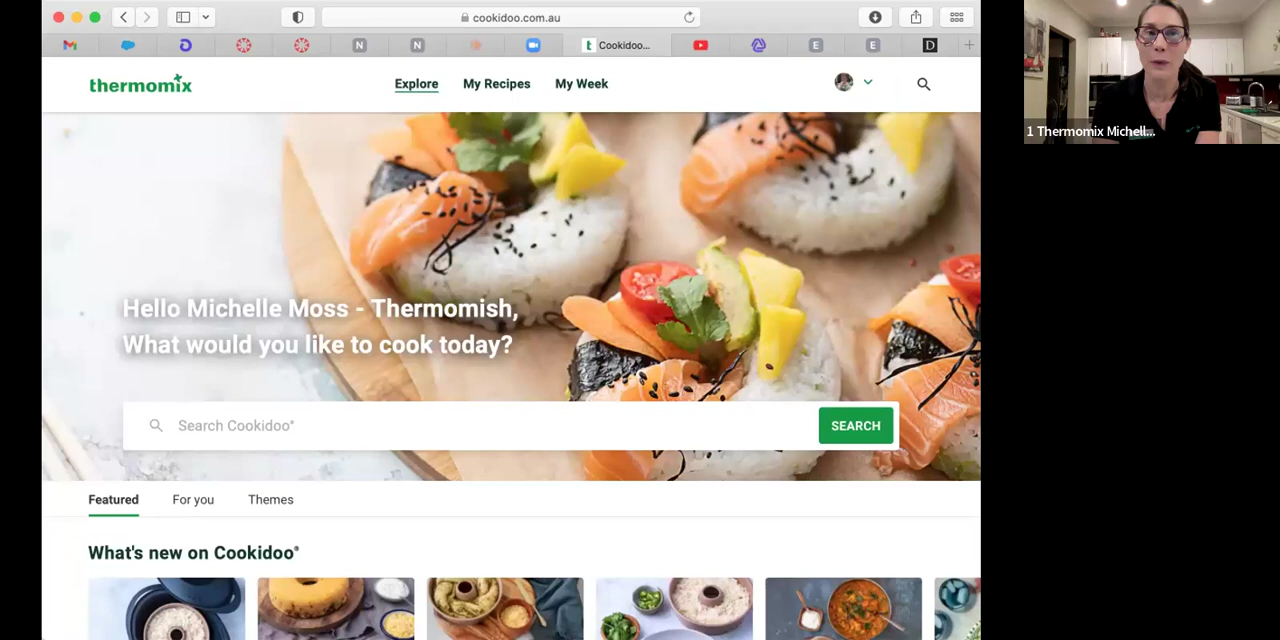 cookidoo.com.au
N
N
t
Cookidoo...
E
E
D
thermomix
Explore
My Recipes
My Week
Hello Michelle Moss - Thermomish,
What would you like to cook today?
Search Cookidoo®
SEARCH
Featured
For you
Themes
What's new on Cookidoo®
1 Thermomix Michell...